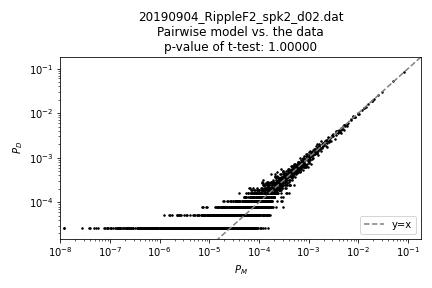 20190904_RippleF2_spk2_d02.dat
Pairwise model vs. the data
p-value of t-test: 1.00000
10⁻¹
10⁻²
10⁻³
10⁻⁴
P_D
10⁻⁸ 10⁻⁷ 10⁻⁶ 10⁻⁵ 10⁻⁴ 10⁻³ 10⁻² 10⁻¹
P_M
y=x